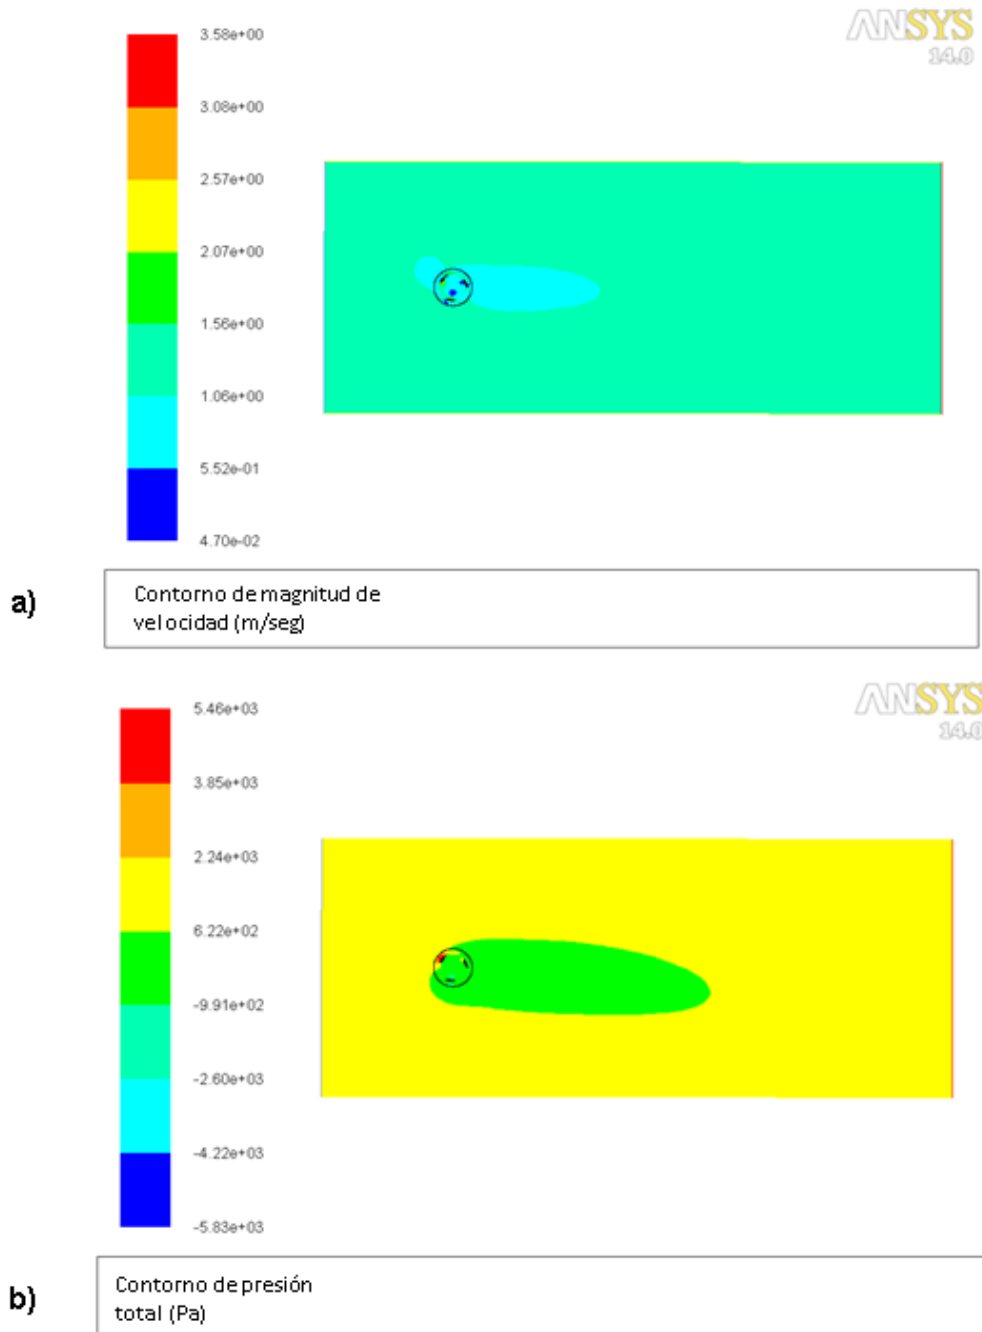 ANSYS
14.0
3.58e+00
3.08e+00
2.57e+00
2.07e+00
1.56e+00
1.06e+00
5.52e-01
4.70e-02
a)
Contorno de magnitud de
velocidad (m/seg)
ANSYS
14.0
5.46e+03
3.85e+03
2.24e+03
6.22e+02
-9.91e+02
-2.60e+03
-4.22e+03
-5.83e+03
b)
Contorno de presión
total (Pa)